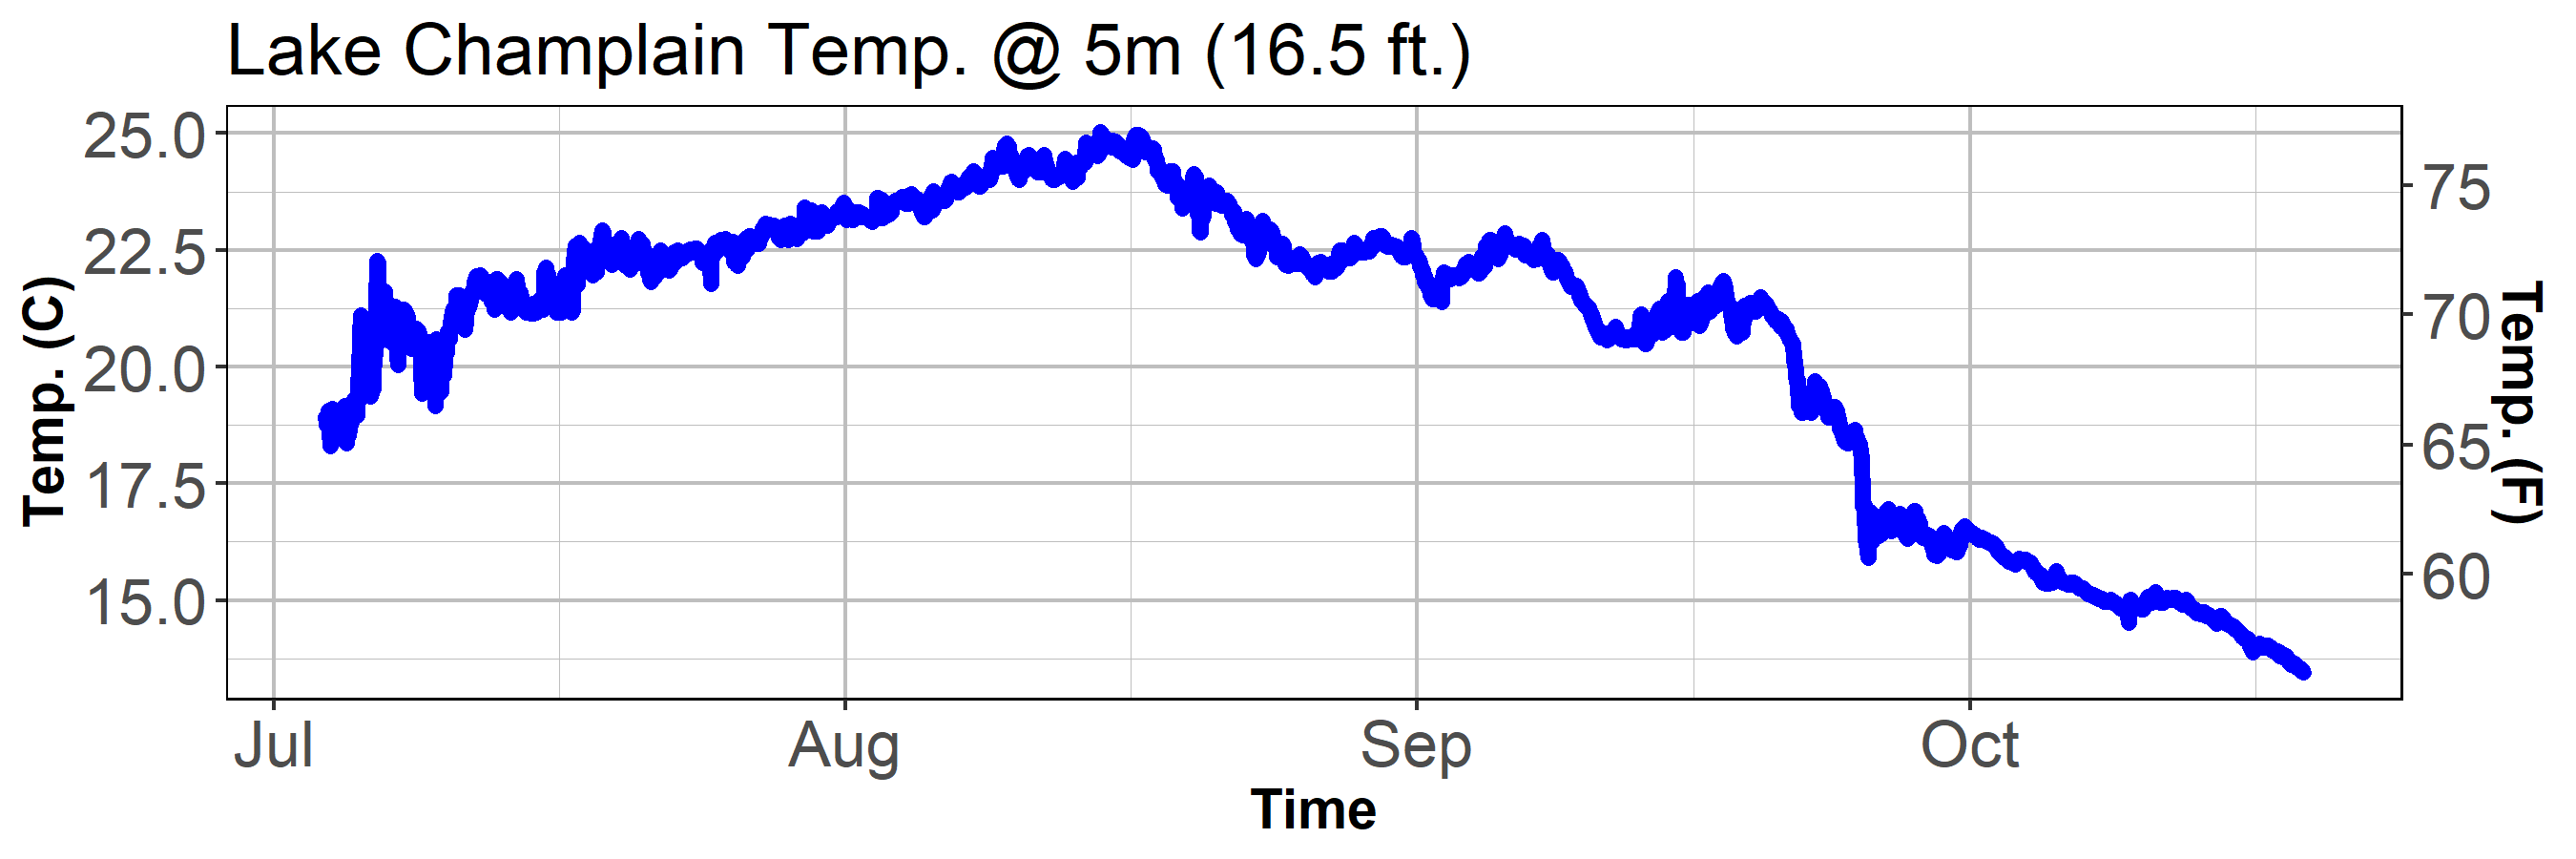 Lake Champlain Temp. @ 5m (16.5 ft.)
Temp. (C)
25.0
22.5
20.0
17.5
15.0
75
70
65
60
Temp. (F)
Jul Aug Sep Oct
Time